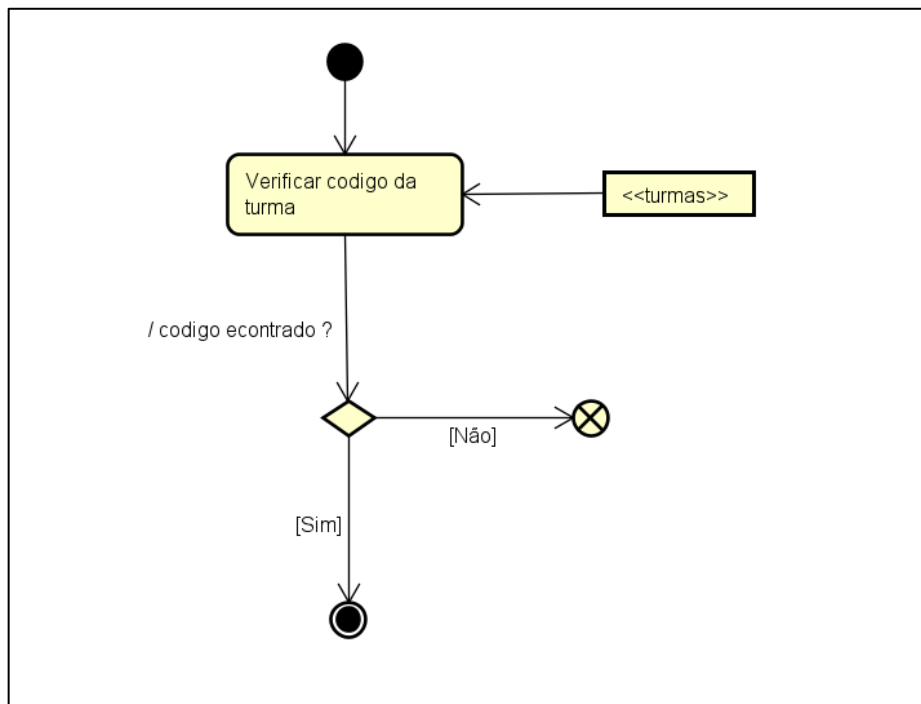 Verificar codigo da
turma
<<turmas>>
/ codigo econtrado ?
[Não]
[Sim]